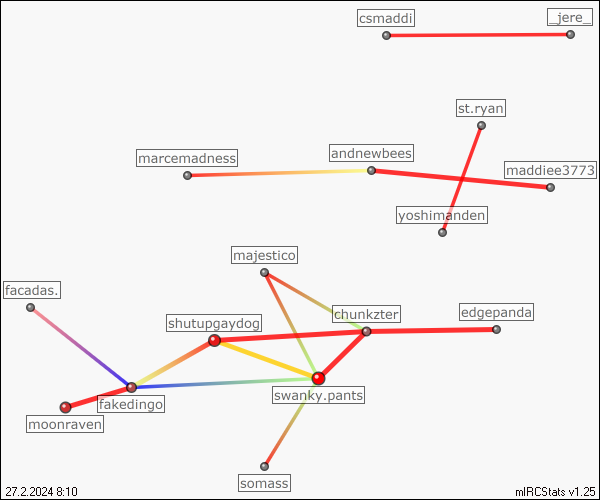 csmaddi
_jere_
st.ryan
andnewbees
marcemadness
maddiee3773
yoshimanden
majestico
facadas.
chunkzter
edgepanda
shutupgaydog
swanky.pants
fakedingo
moonraven
somass
27.2.2024 8:10
mIRCStats v1.25